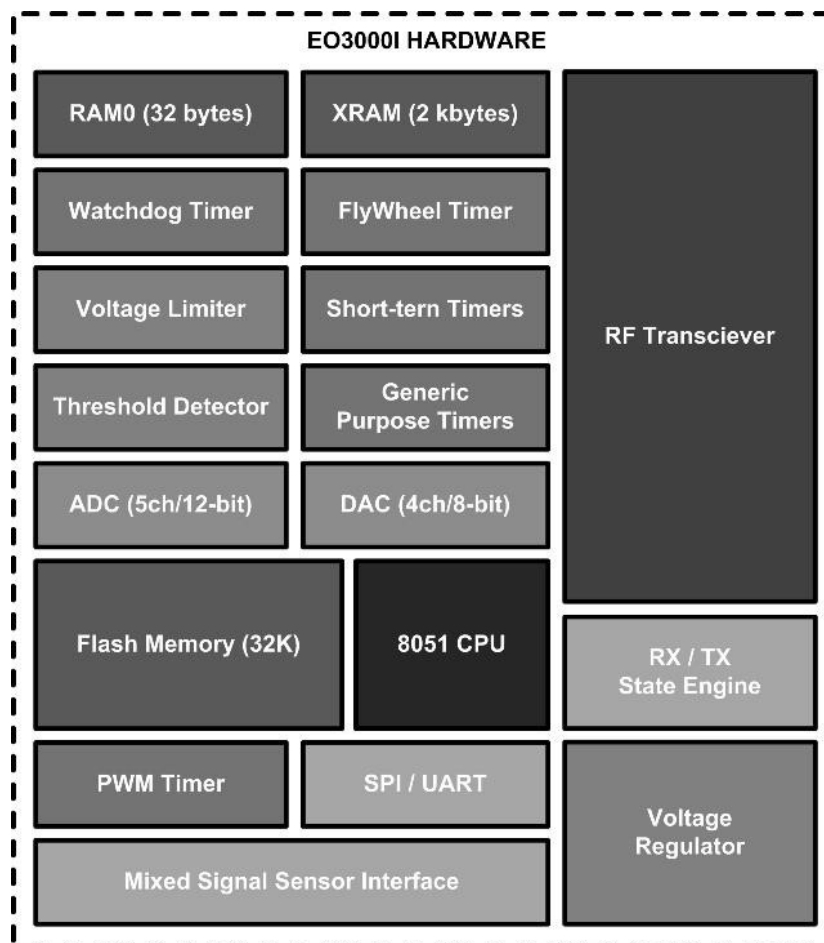 EO3000I HARDWARE
RAM0 (32 bytes)
XRAM (2 kbytes)
Watchdog Timer
FlyWheel Timer
Voltage Limiter
Short-tern Timers
RF Transciever
Threshold Detector
Generic
Purpose Timers
ADC (5ch/12-bit)
DAC (4ch/8-bit)
Flash Memory (32K)
8051 CPU
RX / TX
State Engine
PWM Timer
SPI / UART
Voltage
Regulator
Mixed Signal Sensor Interface